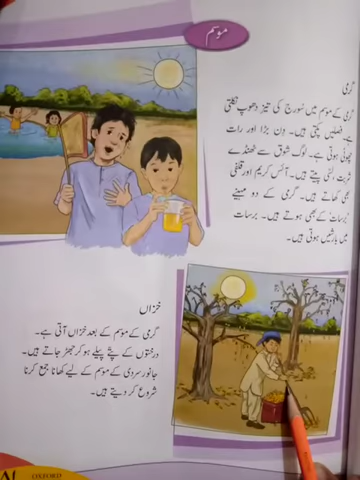 موسم
گرمی
گرمی کے موسم میں سورج کی تیز دھوپ نکلتی
ہے۔ فصلیں پکتی ہیں۔ دن بڑا اور رات
چھوٹی ہوتی ہے۔ لوگ شوق سے ٹھنڈے
شربت، لسّی پیتے ہیں۔ آئس کریم اور قلفی
بھی کھاتے ہیں۔ گرمی کے دو مہینے
برسات کے بھی ہوتے ہیں۔ برسات
میں بارشیں ہوتی ہیں۔
خزاں
گرمی کے موسم کے بعد خزاں آتی ہے۔
درختوں کے پتّے پیلے ہو کر جھڑ جاتے ہیں۔
جانور سردی کے موسم کے لیے کھانا جمع کرنا
شروع کر دیتے ہیں۔
OXFORD